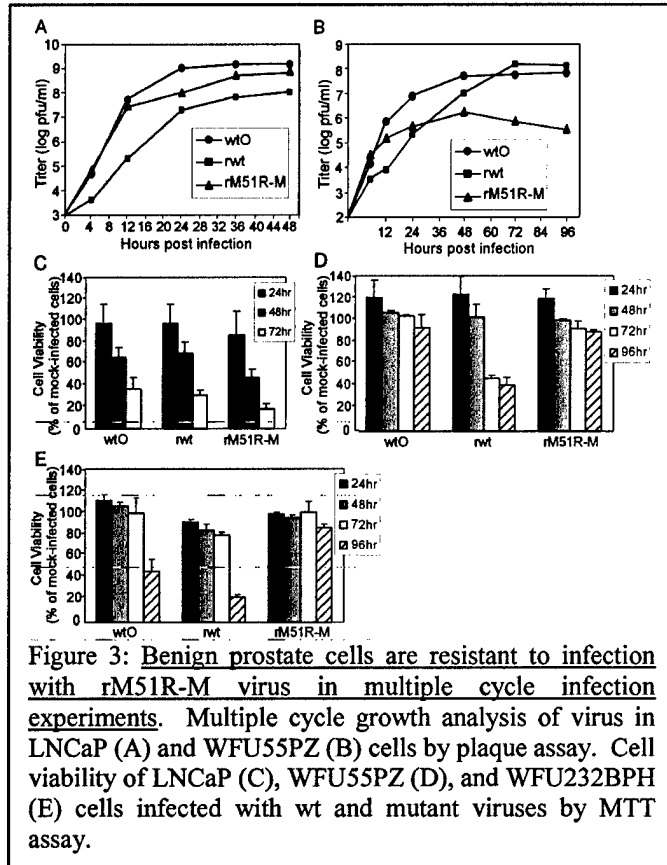 A
B
10
9
8
7
6
5
4
3
Titer (log pfu/ml)
wtO
rwt
rM51R-M
0 4 8 12 16 20 24 28 32 36 40 44 48
Hours post infection
9
8
7
6
5
4
3
2
Titer (log pfu/ml)
wtO
rwt
rM51R-M
12 24 36 48 60 72 84 96
Hours post infection
C
140
120
100
80
60
40
20
0
Cell Viability
(% of mock-infected cells)
24hr
48hr
72hr
wtO rwt rM51R-M
D
140
120
100
80
60
40
20
Cell Viability
(% of mock-infected cells)
24hr
48hr
72hr
96hr
wtO rwt rM51R-M
E
140
120
100
80
60
40
20
0
Cell Viability
(% of mock-infected cells)
24hr
48hr
72hr
96hr
wtO rwt rM51R-M
Figure 3: Benign prostate cells are resistant to infection
with rM51R-M virus in multiple cycle infection
experiments. Multiple cycle growth analysis of virus in
LNCaP (A) and WFU55PZ (B) cells by plaque assay. Cell
viability of LNCaP (C), WFU55PZ (D), and WFU232BPH
(E) cells infected with wt and mutant viruses by MTT
assay.